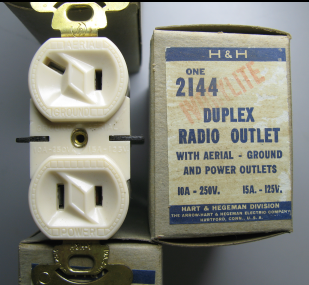 H & H
ONE
2144
DUPLEX
RADIO OUTLET
WITH AERIAL - GROUND
AND POWER OUTLETS
10A - 250V. 15A. - 125V.
HART & HEGEMAN DIVISION
THE ARROW-HART & HEGEMAN ELECTRIC COMPANY
HARTFORD, CONN. U.S.A.
POWER